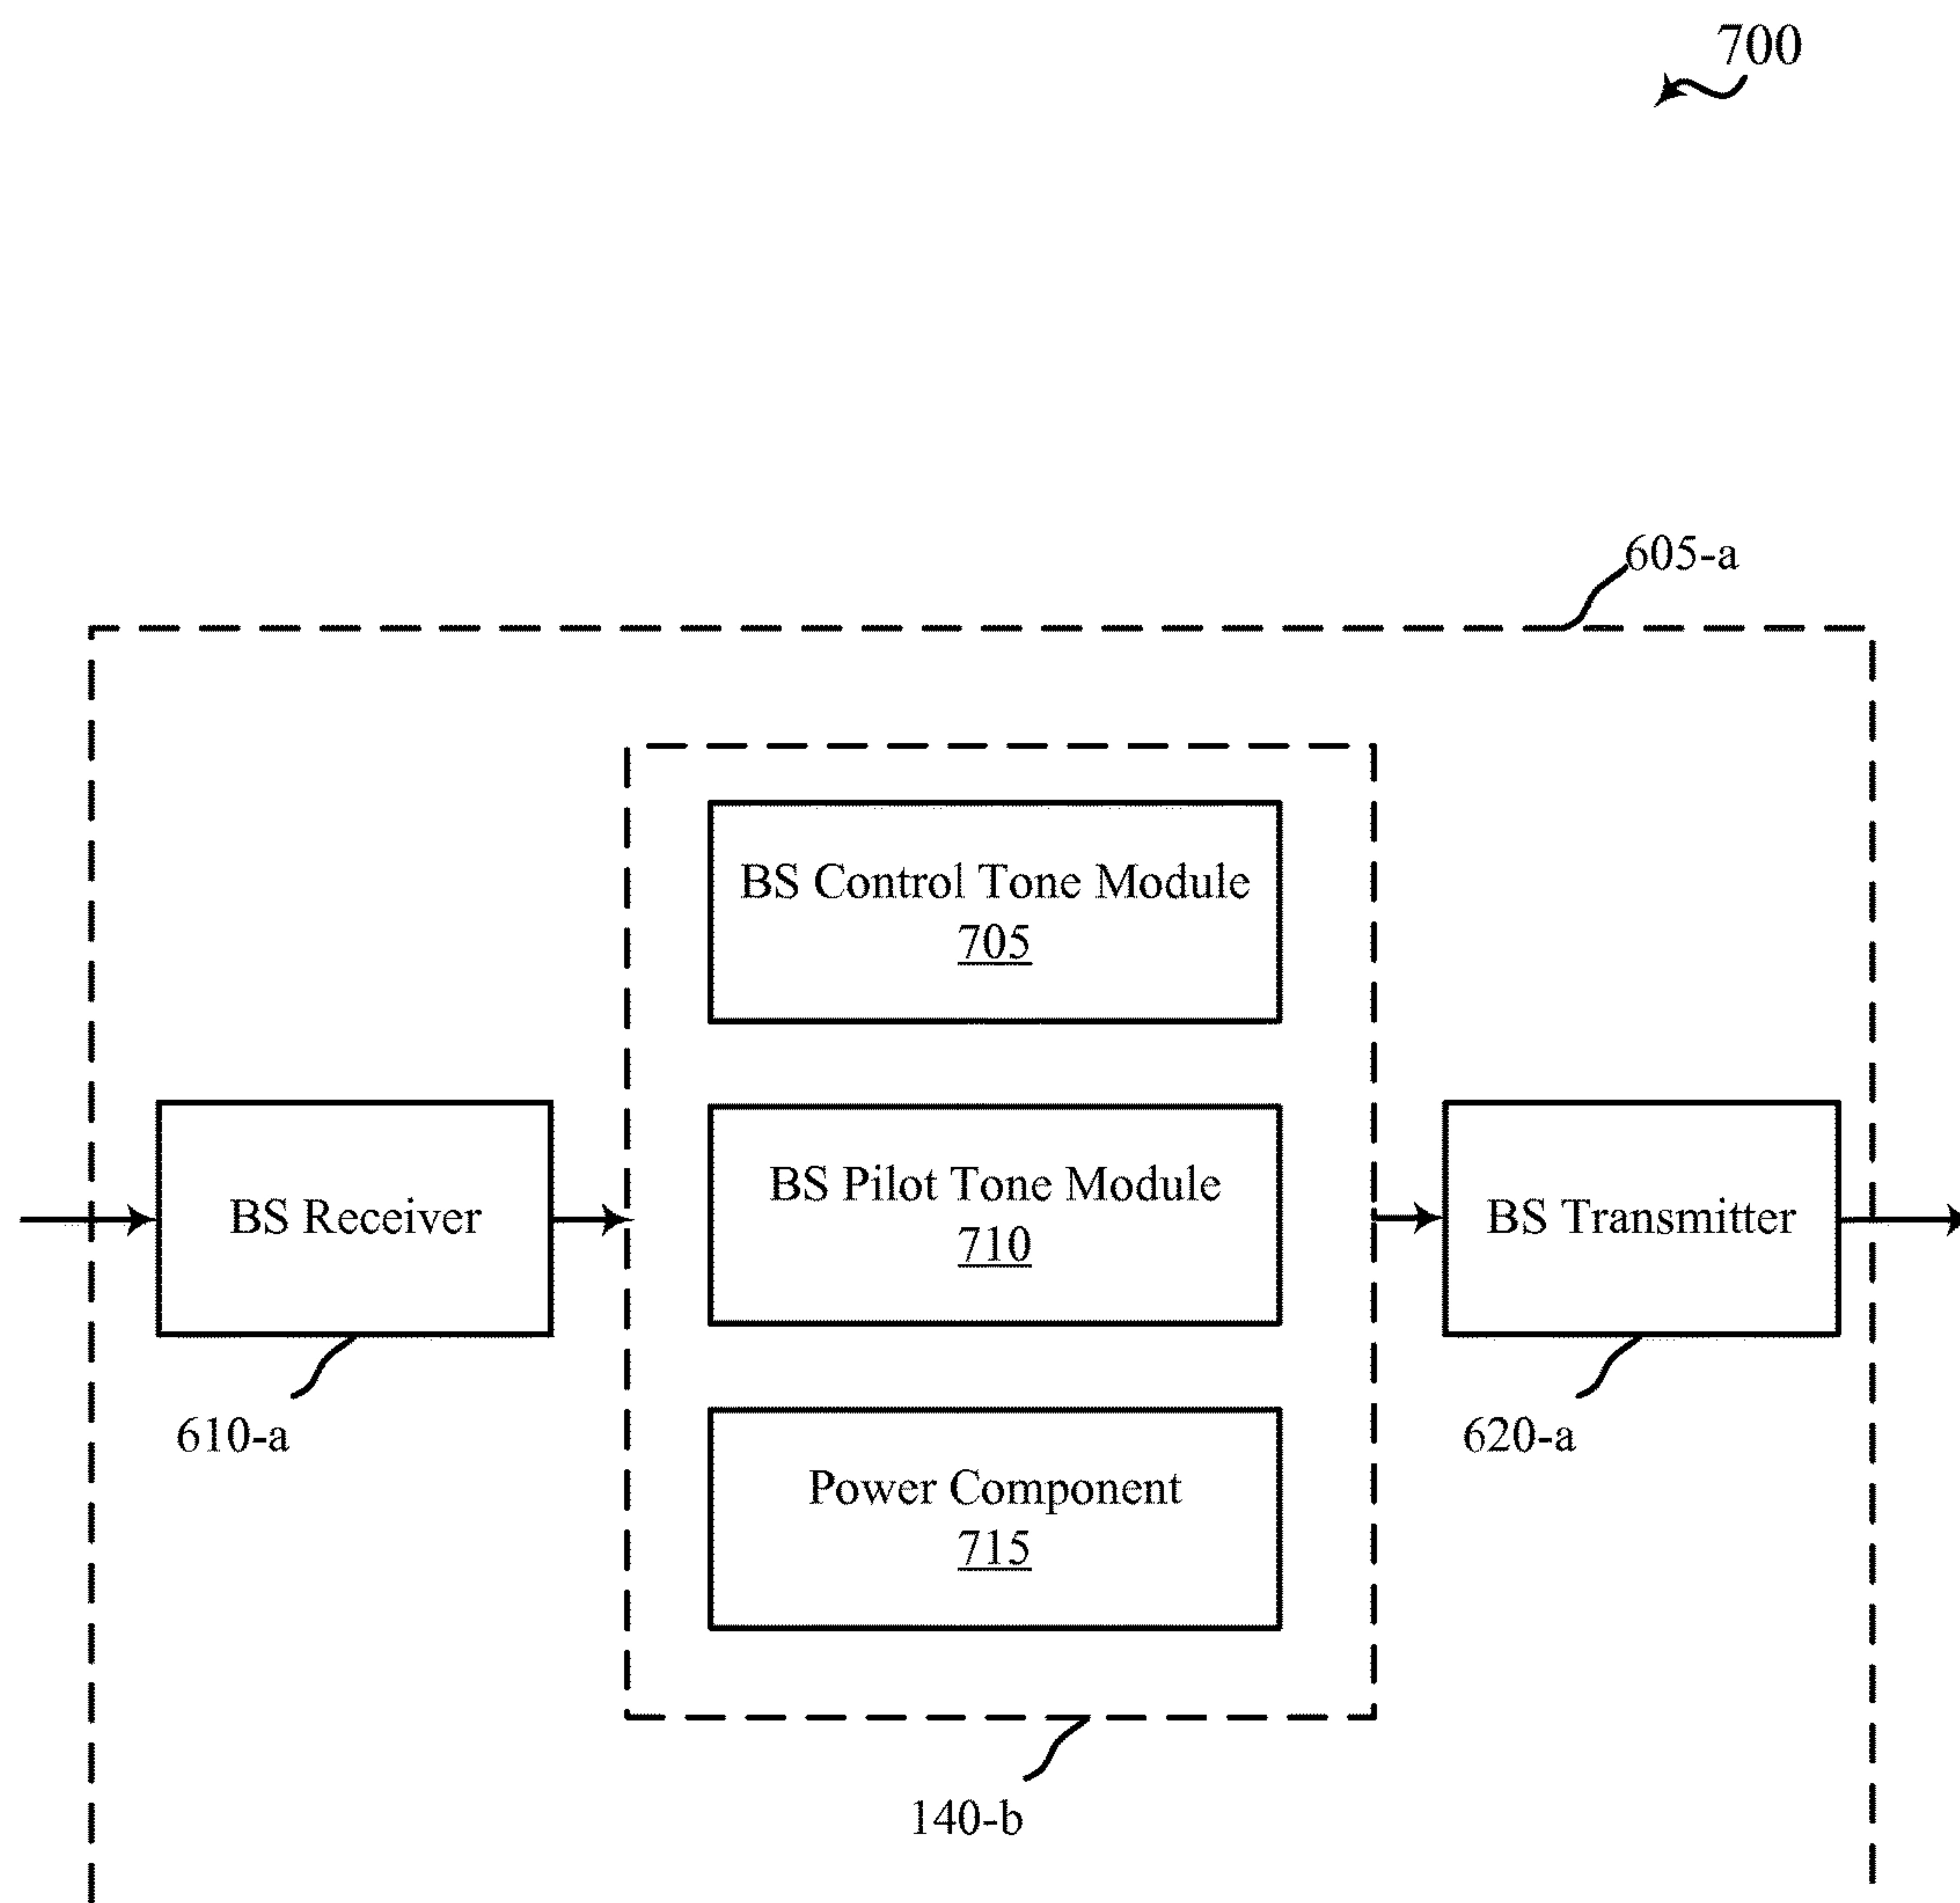 700
605-a
BS Control Tone Module
705
BS Receiver
BS Pilot Tone Module
710
BS Transmitter
610-a
620-a
Power Component
715
140-b